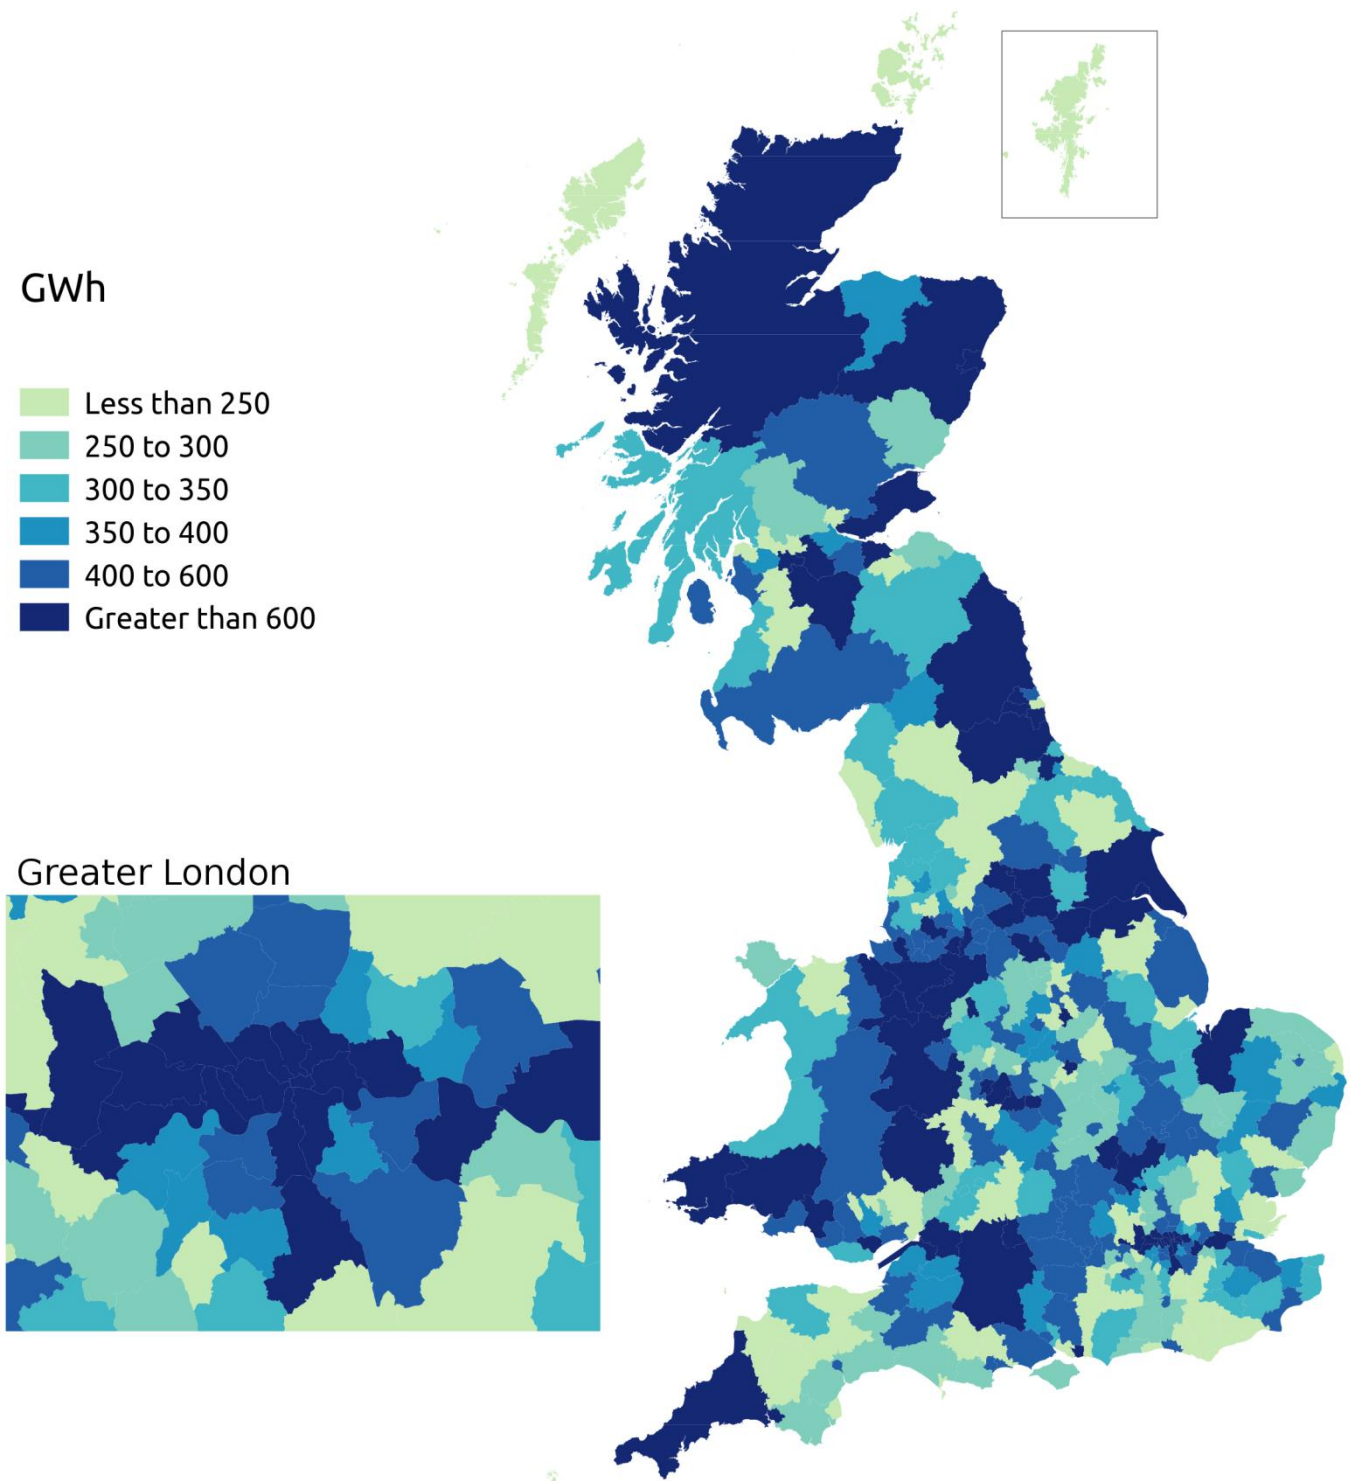 GWh
Less than 250
250 to 300
300 to 350
350 to 400
400 to 600
Greater than 600
Greater London